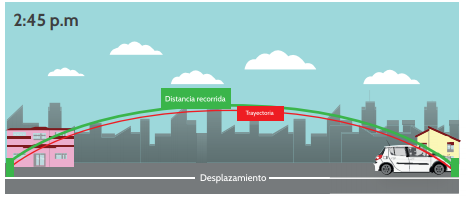 2:45 p.m
Distancia recorrida
Trayectoria
Desplazamiento